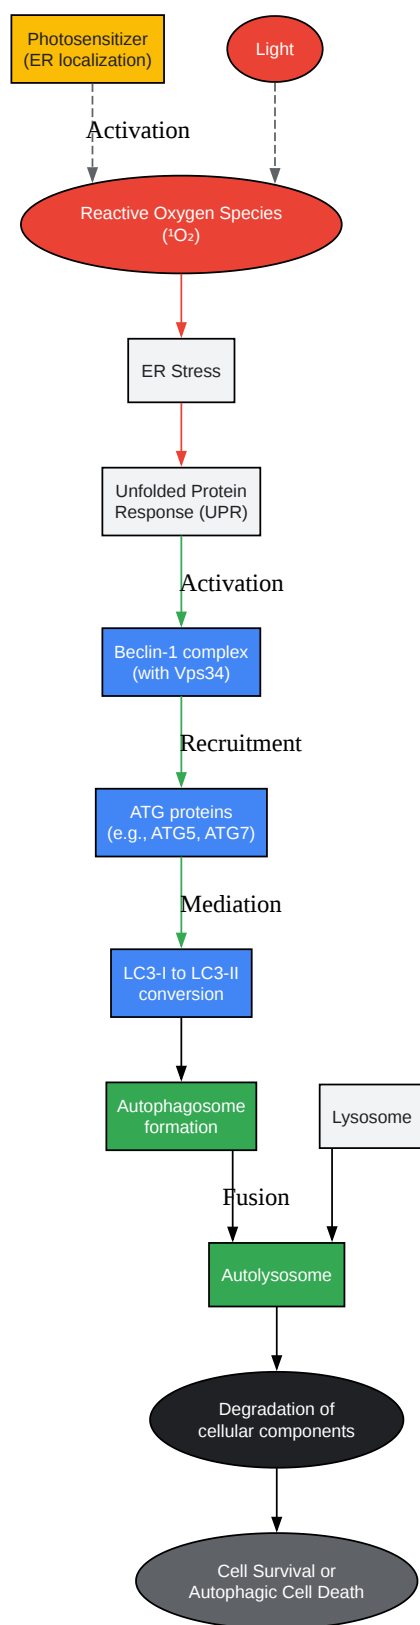 Photosensitizer
(ER localization)
Light
Activation
Reactive Oxygen Species
(¹O₂)
ER Stress
Unfolded Protein
Response (UPR)
Activation
Beclin-1 complex
(with Vps34)
Recruitment
ATG proteins
(e.g., ATG5, ATG7)
Mediation
LC3-I to LC3-II
conversion
Autophagosome
formation
Lysosome
Fusion
Autolysosome
Degradation of
cellular components
Cell Survival or
Autophagic Cell Death